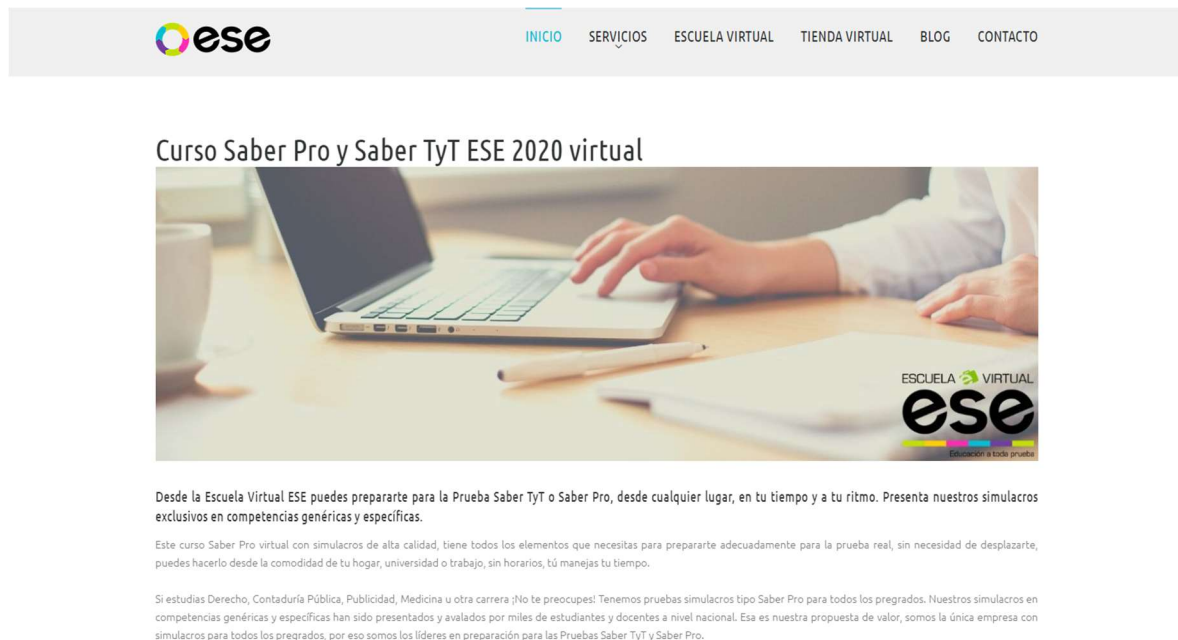 ese
INICIO SERVICIOS ESCUELA VIRTUAL TIENDA VIRTUAL BLOG CONTACTO
Curso Saber Pro y Saber TyT ESE 2020 virtual
ESCUELA VIRTUAL
ese
Educación a toda prueba
Desde la Escuela Virtual ESE puedes prepararte para la Prueba Saber TyT o Saber Pro, desde cualquier lugar, en tu tiempo y a tu ritmo. Presenta nuestros simulacros
exclusivos en competencias genéricas y específicas.
Este curso Saber Pro virtual con simulacros de alta calidad, tiene todos los elementos que necesitas para prepararte adecuadamente para la prueba real, sin necesidad de desplazarte,
puedes hacerlo desde la comodidad de tu hogar, universidad o trabajo, sin horarios, tú manejas tu tiempo.
Si estudias Derecho, Contaduría Pública, Publicidad, Medicina u otra carrera ¡No te preocupes! Tenemos pruebas simulacros tipo Saber Pro para todos los pregrados. Nuestros simulacros en
competencias genéricas y específicas han sido presentados y avalados por miles de estudiantes y docentes a nivel nacional. Esa es nuestra propuesta de valor, somos la única empresa con
simulacros para todos los pregrados, por eso somos los líderes en preparación para las Pruebas Saber TyT y Saber Pro.